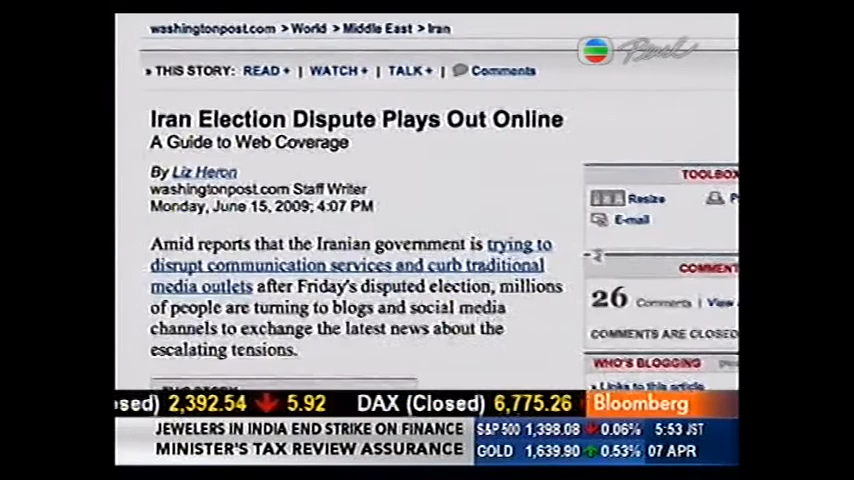 washingtonpost.com > World > Middle East > Iran
Pearl
» THIS STORY: READ + | WATCH + | TALK + | Comments
Iran Election Dispute Plays Out Online
A Guide to Web Coverage
By Liz Heron
washingtonpost.com Staff Writer
Monday, June 15, 2009; 4:07 PM
Amid reports that the Iranian government is trying to
disrupt communication services and curb traditional
media outlets after Friday's disputed election, millions
of people are turning to blogs and social media
channels to exchange the latest news about the
escalating tensions.
THIS STORY
TOOLBOX
Resize
E-mail
COMMENT
26 Comments | View
COMMENTS ARE CLOSED
WHO'S BLOGGING
» Links to this article
sed) 2,392.54 5.92 DAX (Closed) 6,775.26
Bloomberg
JEWELERS IN INDIA END STRIKE ON FINANCE
MINISTER'S TAX REVIEW ASSURANCE
S&P 500 1,398.08 0.06% 5:53 JST
GOLD 1,639.90 0.53% 07 APR